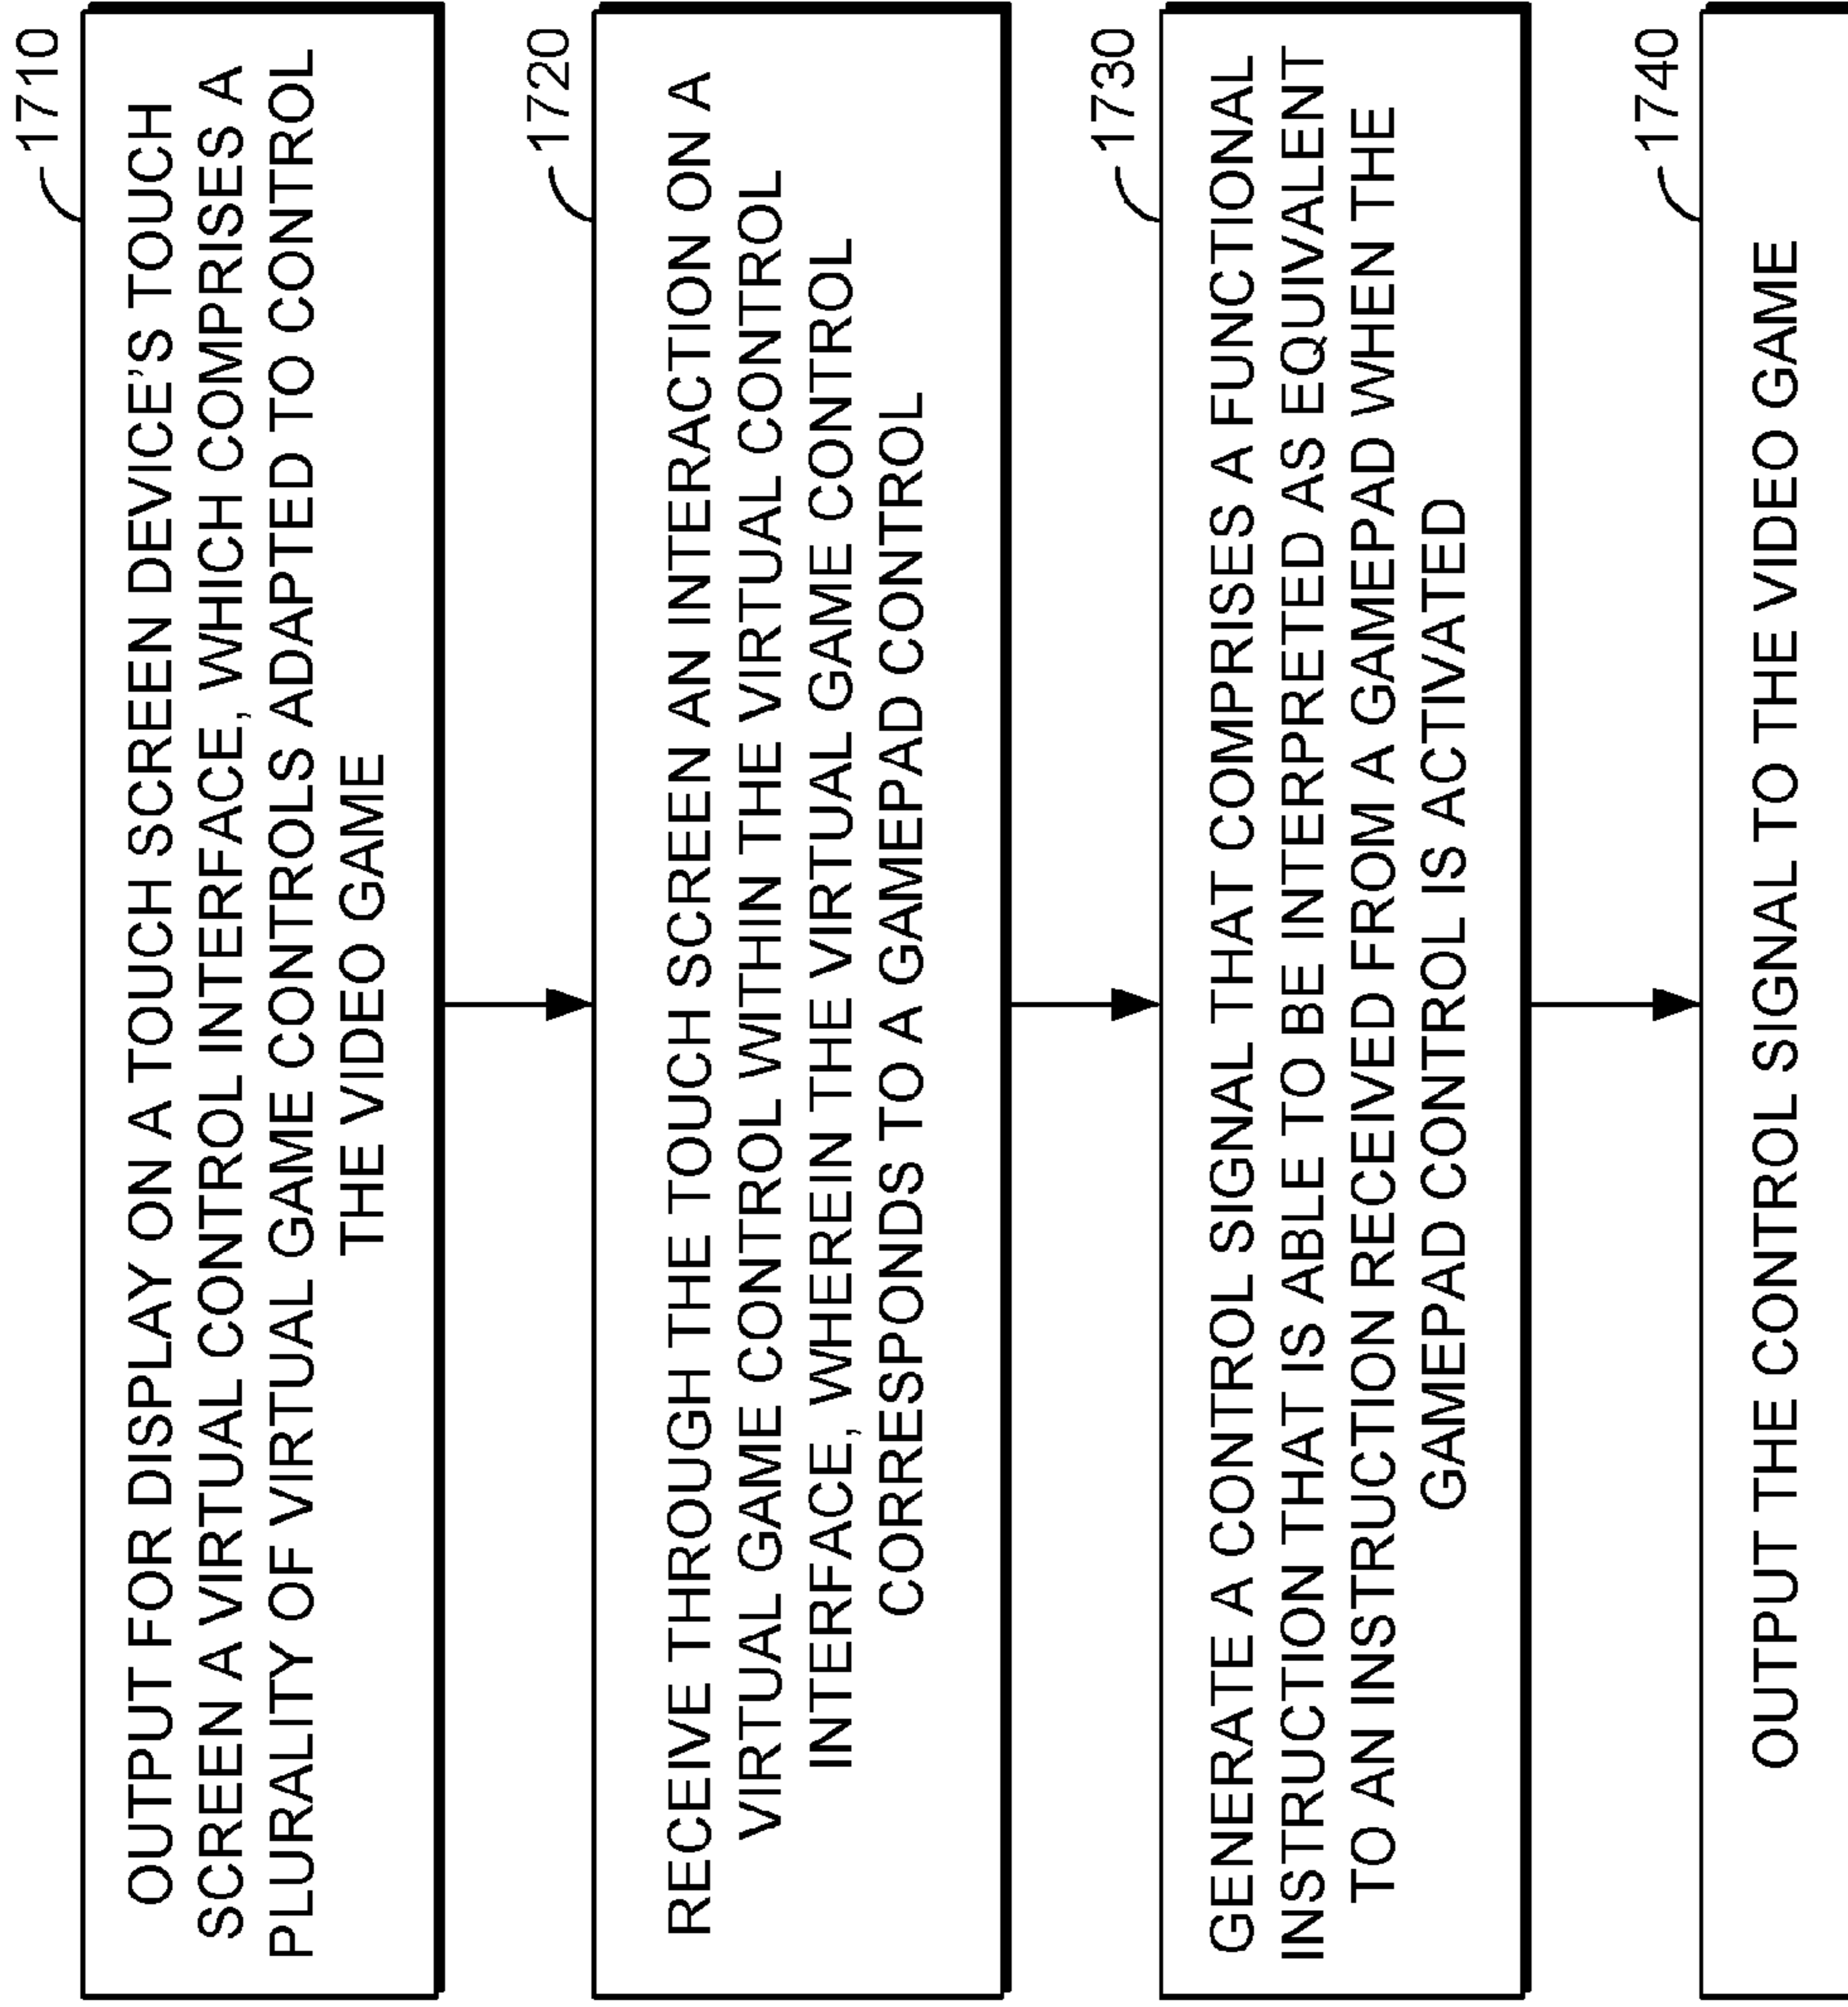 1710
OUTPUT FOR DISPLAY ON A TOUCH SCREEN DEVICE'S TOUCH
SCREEN A VIRTUAL CONTROL INTERFACE, WHICH COMPRISES A
PLURALITY OF VIRTUAL GAME CONTROLS ADAPTED TO CONTROL
THE VIDEO GAME
1720
RECEIVE THROUGH THE TOUCH SCREEN AN INTERACTION ON A
VIRTUAL GAME CONTROL WITHIN THE VIRTUAL CONTROL
INTERFACE, WHEREIN THE VIRTUAL GAME CONTROL
CORRESPONDS TO A GAMEPAD CONTROL
1730
GENERATE A CONTROL SIGNAL THAT COMPRISES A FUNCTIONAL
INSTRUCTION THAT IS ABLE TO BE INTERPRETED AS EQUIVALENT
TO AN INSTRUCTION RECEIVED FROM A GAMEPAD WHEN THE
GAMEPAD CONTROL IS ACTIVATED
1740
OUTPUT THE CONTROL SIGNAL TO THE VIDEO GAME